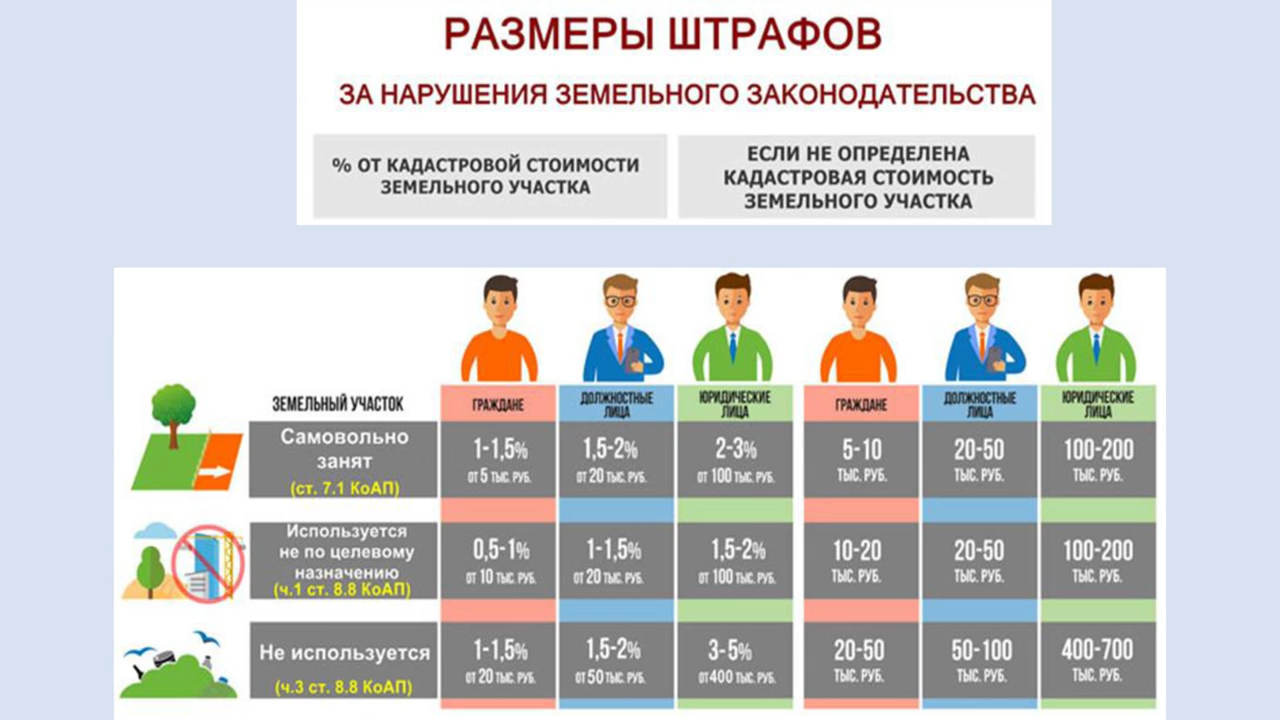 РАЗМЕРЫ ШТРАФОВ
ЗА НАРУШЕНИЯ ЗЕМЕЛЬНОГО ЗАКОНОДАТЕЛЬСТВА
% ОТ КАДАСТРОВОЙ СТОИМОСТИ
ЗЕМЕЛЬНОГО УЧАСТКА
ЕСЛИ НЕ ОПРЕДЕЛЕНА
КАДАСТРОВАЯ СТОИМОСТЬ
ЗЕМЕЛЬНОГО УЧАСТКА
ЗЕМЕЛЬНЫЙ УЧАСТОК
ГРАЖДАНЕ
ДОЛЖНОСТНЫЕ
ЛИЦА
ЮРИДИЧЕСКИЕ
ЛИЦА
ГРАЖДАНЕ
ДОЛЖНОСТНЫЕ
ЛИЦА
ЮРИДИЧЕСКИЕ
ЛИЦА
Самовольно
занят
(ст. 7.1 КоАП)
1-1,5%
ОТ 5 ТЫС. РУБ.
1,5-2%
ОТ 20 ТЫС. РУБ.
2-3%
ОТ 100 ТЫС. РУБ.
5-10
ТЫС. РУБ.
20-50
ТЫС. РУБ.
100-200
ТЫС. РУБ.
Используется
не по целевому
назначению
(ч.1 ст. 8.8 КоАП)
0,5-1%
ОТ 10 ТЫС. РУБ.
1-1,5%
ОТ 20 ТЫС. РУБ.
1,5-2%
ОТ 100 ТЫС. РУБ.
10-20
ТЫС. РУБ.
20-50
ТЫС. РУБ.
100-200
ТЫС. РУБ.
Не используется
(ч.3 ст. 8.8 КоАП)
1-1,5%
ОТ 20 ТЫС. РУБ.
1,5-2%
ОТ 50 ТЫС. РУБ.
3-5%
ОТ 400 ТЫС. РУБ.
20-50
ТЫС. РУБ.
50-100
ТЫС. РУБ.
400-700
ТЫС. РУБ.